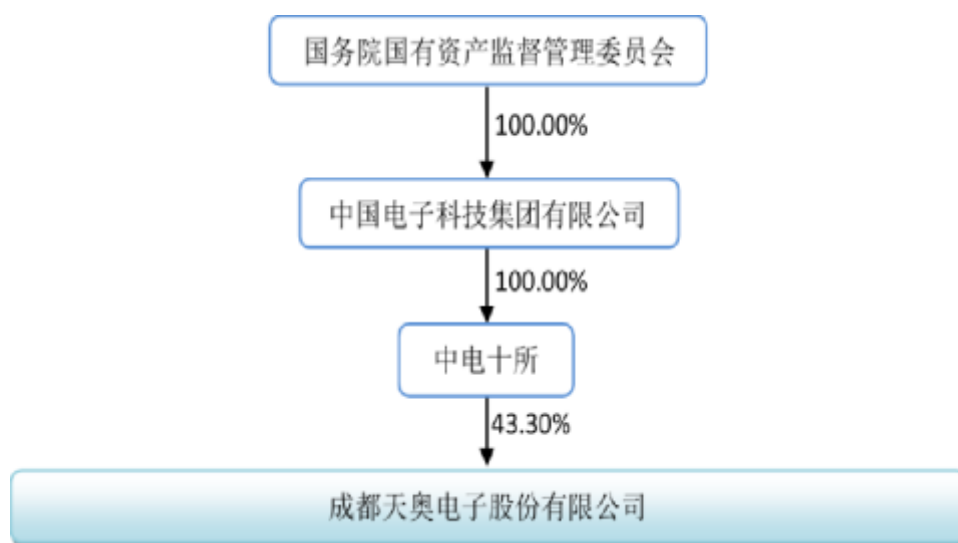 国务院国有资产监督管理委员会
100.00%
中国电子科技集团有限公司
100.00%
中电十所
43.30%
成都天奥电子股份有限公司